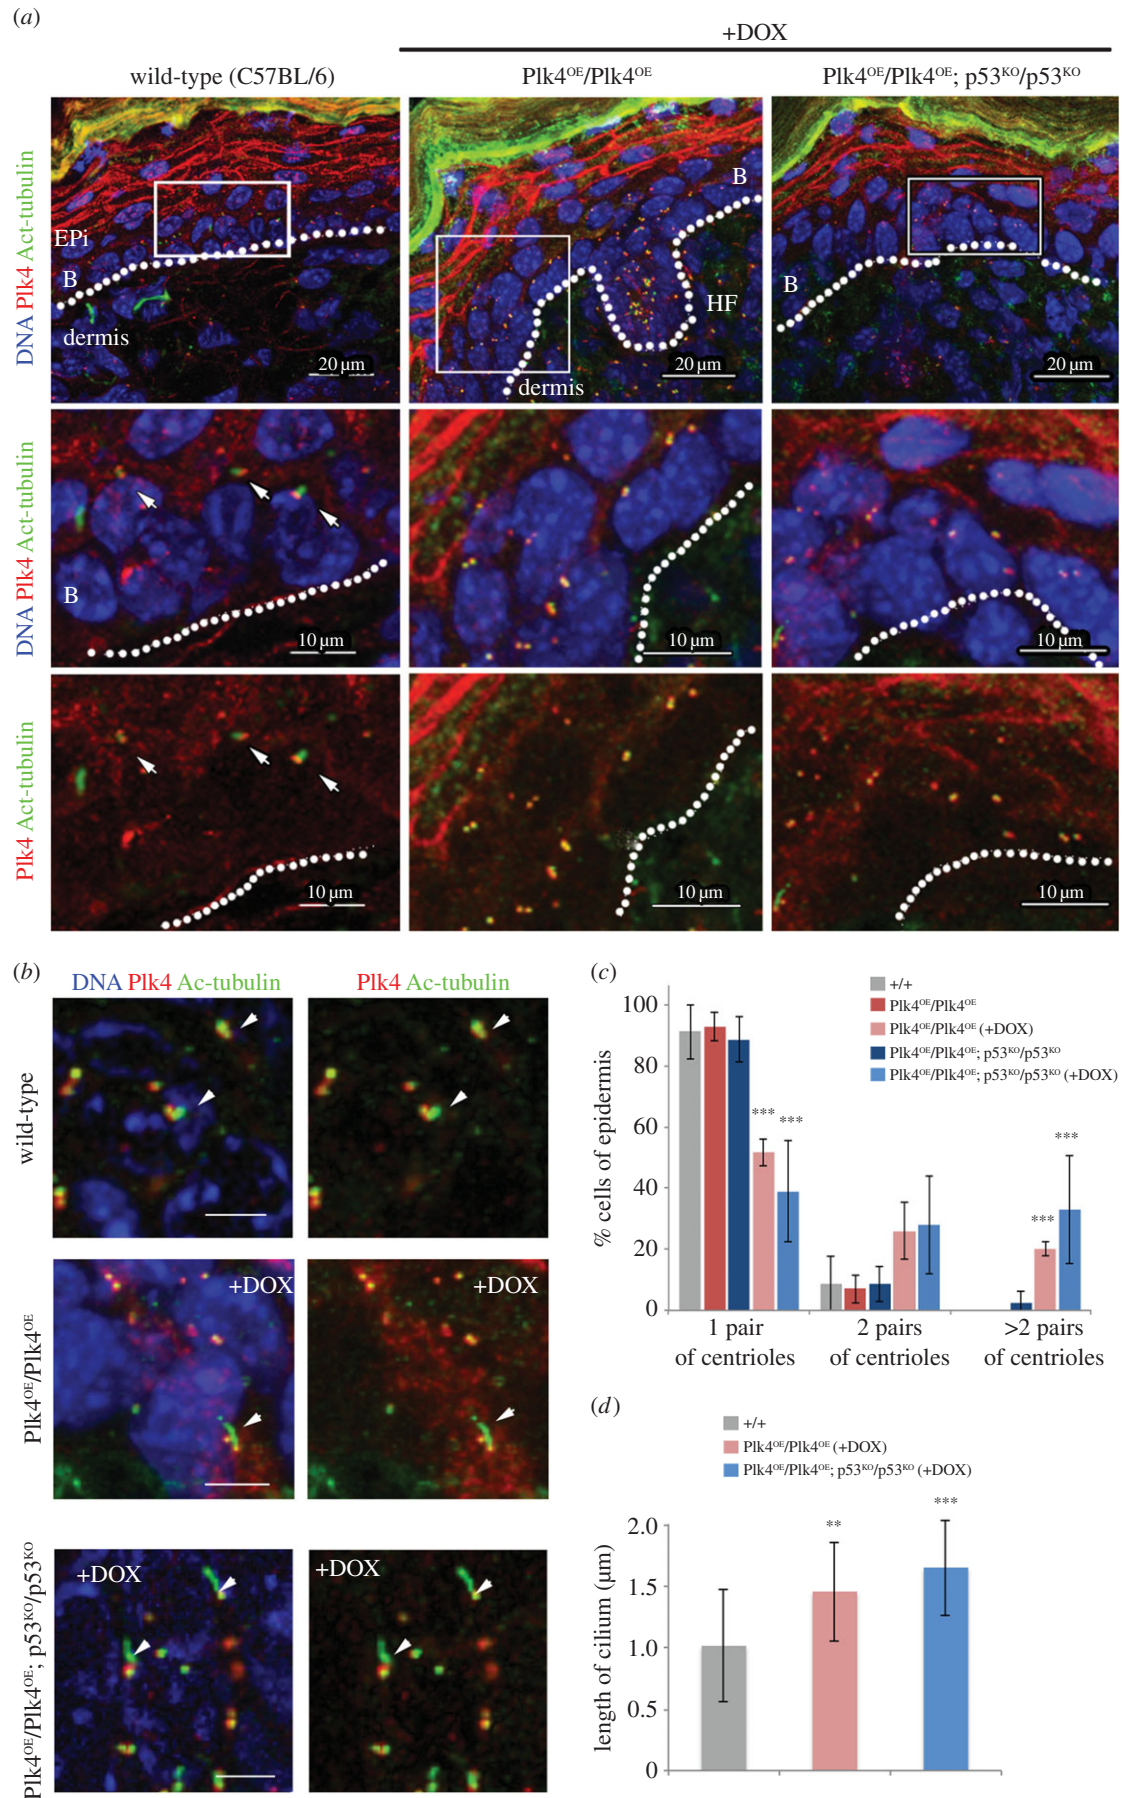 (a)
+DOX
wild-type (C57BL/6)
Plk4ᴼᴱ/Plk4ᴼᴱ
Plk4ᴼᴱ/Plk4ᴼᴱ; p53ᴷᴼ/p53ᴷᴼ
DNA Plk4 Act-tubulin
EPi
B
dermis
20 µm
B
HF
20 µm
dermis
B
20 µm
DNA Plk4 Act-tubulin
B
10 µm
10 µm
10 µm
Plk4 Act-tubulin
10 µm
10 µm
10 µm
(b)
DNA Plk4 Ac-tubulin
Plk4 Ac-tubulin
wild-type
Plk4ᴼᴱ/Plk4ᴼᴱ
+DOX
+DOX
Plk4ᴼᴱ/Plk4ᴼᴱ; p53ᴷᴼ/p53ᴷᴼ
+DOX
+DOX
(c)
+/+
Plk4ᴼᴱ/Plk4ᴼᴱ
Plk4ᴼᴱ/Plk4ᴼᴱ (+DOX)
Plk4ᴼᴱ/Plk4ᴼᴱ; p53ᴷᴼ/p53ᴷᴼ
Plk4ᴼᴱ/Plk4ᴼᴱ; p53ᴷᴼ/p53ᴷᴼ (+DOX)
% cells of epidermis
100
80
60
40
20
0
***
***
***
***
1 pair
of centrioles
2 pairs
of centrioles
>2 pairs
of centrioles
(d)
+/+
Plk4ᴼᴱ/Plk4ᴼᴱ (+DOX)
Plk4ᴼᴱ/Plk4ᴼᴱ; p53ᴷᴼ/p53ᴷᴼ (+DOX)
length of cilium (µm)
2.0
1.5
1.0
0.5
0
**
***